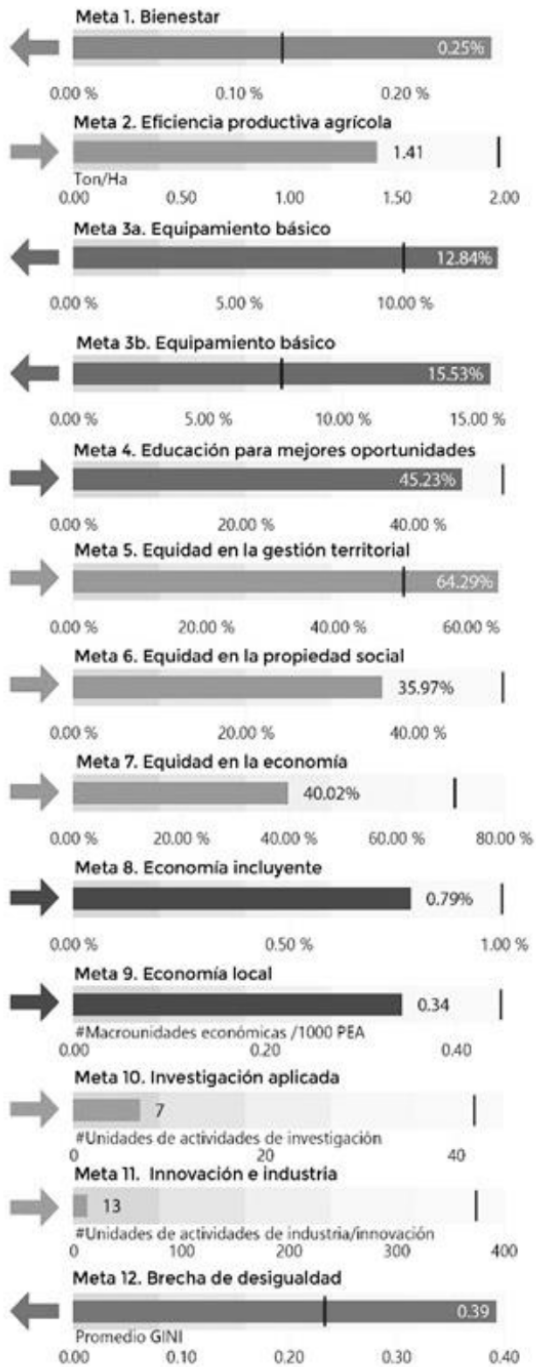 Meta 1. Bienestar
0.25%
0.00 % 0.10 % 0.20 %
Meta 2. Eficiencia productiva agrícola
1.41
Ton/Ha
0.00 0.50 1.00 1.50 2.00
Meta 3a. Equipamiento básico
12.84%
0.00 % 5.00 % 10.00 %
Meta 3b. Equipamiento básico
15.53%
0.00 % 5.00 % 10.00 % 15.00 %
Meta 4. Educación para mejores oportunidades
45.23%
0.00 % 20.00 % 40.00 %
Meta 5. Equidad en la gestión territorial
64.29%
0.00 % 20.00 % 40.00 % 60.00 %
Meta 6. Equidad en la propiedad social
35.97%
0.00 % 20.00 % 40.00 %
Meta 7. Equidad en la economía
40.02%
0.00 % 20.00 % 40.00 % 60.00 % 80.00 %
Meta 8. Economía incluyente
0.79%
0.00 % 0.50 % 1.00 %
Meta 9. Economía local
0.34
#Macrounidades económicas /1000 PEA
0.00 0.20 0.40
Meta 10. Investigación aplicada
7
#Unidades de actividades de investigación
0 20 40
Meta 11. Innovación e industria
13
#Unidades de actividades de industria/innovación
0 100 200 300 400
Meta 12. Brecha de desigualdad
0.39
Promedio GINI
0.00 0.10 0.20 0.30 0.40